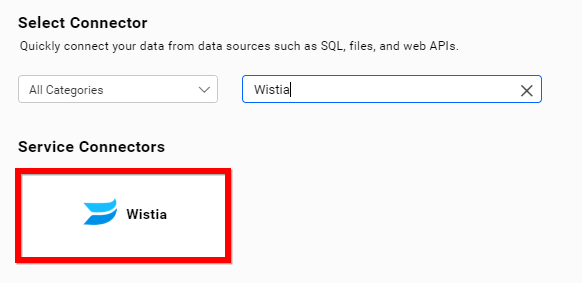 Select Connector
Quickly connect your data from data sources such as SQL, files, and web APIs.
All Categories
Wistia
Service Connectors
Wistia